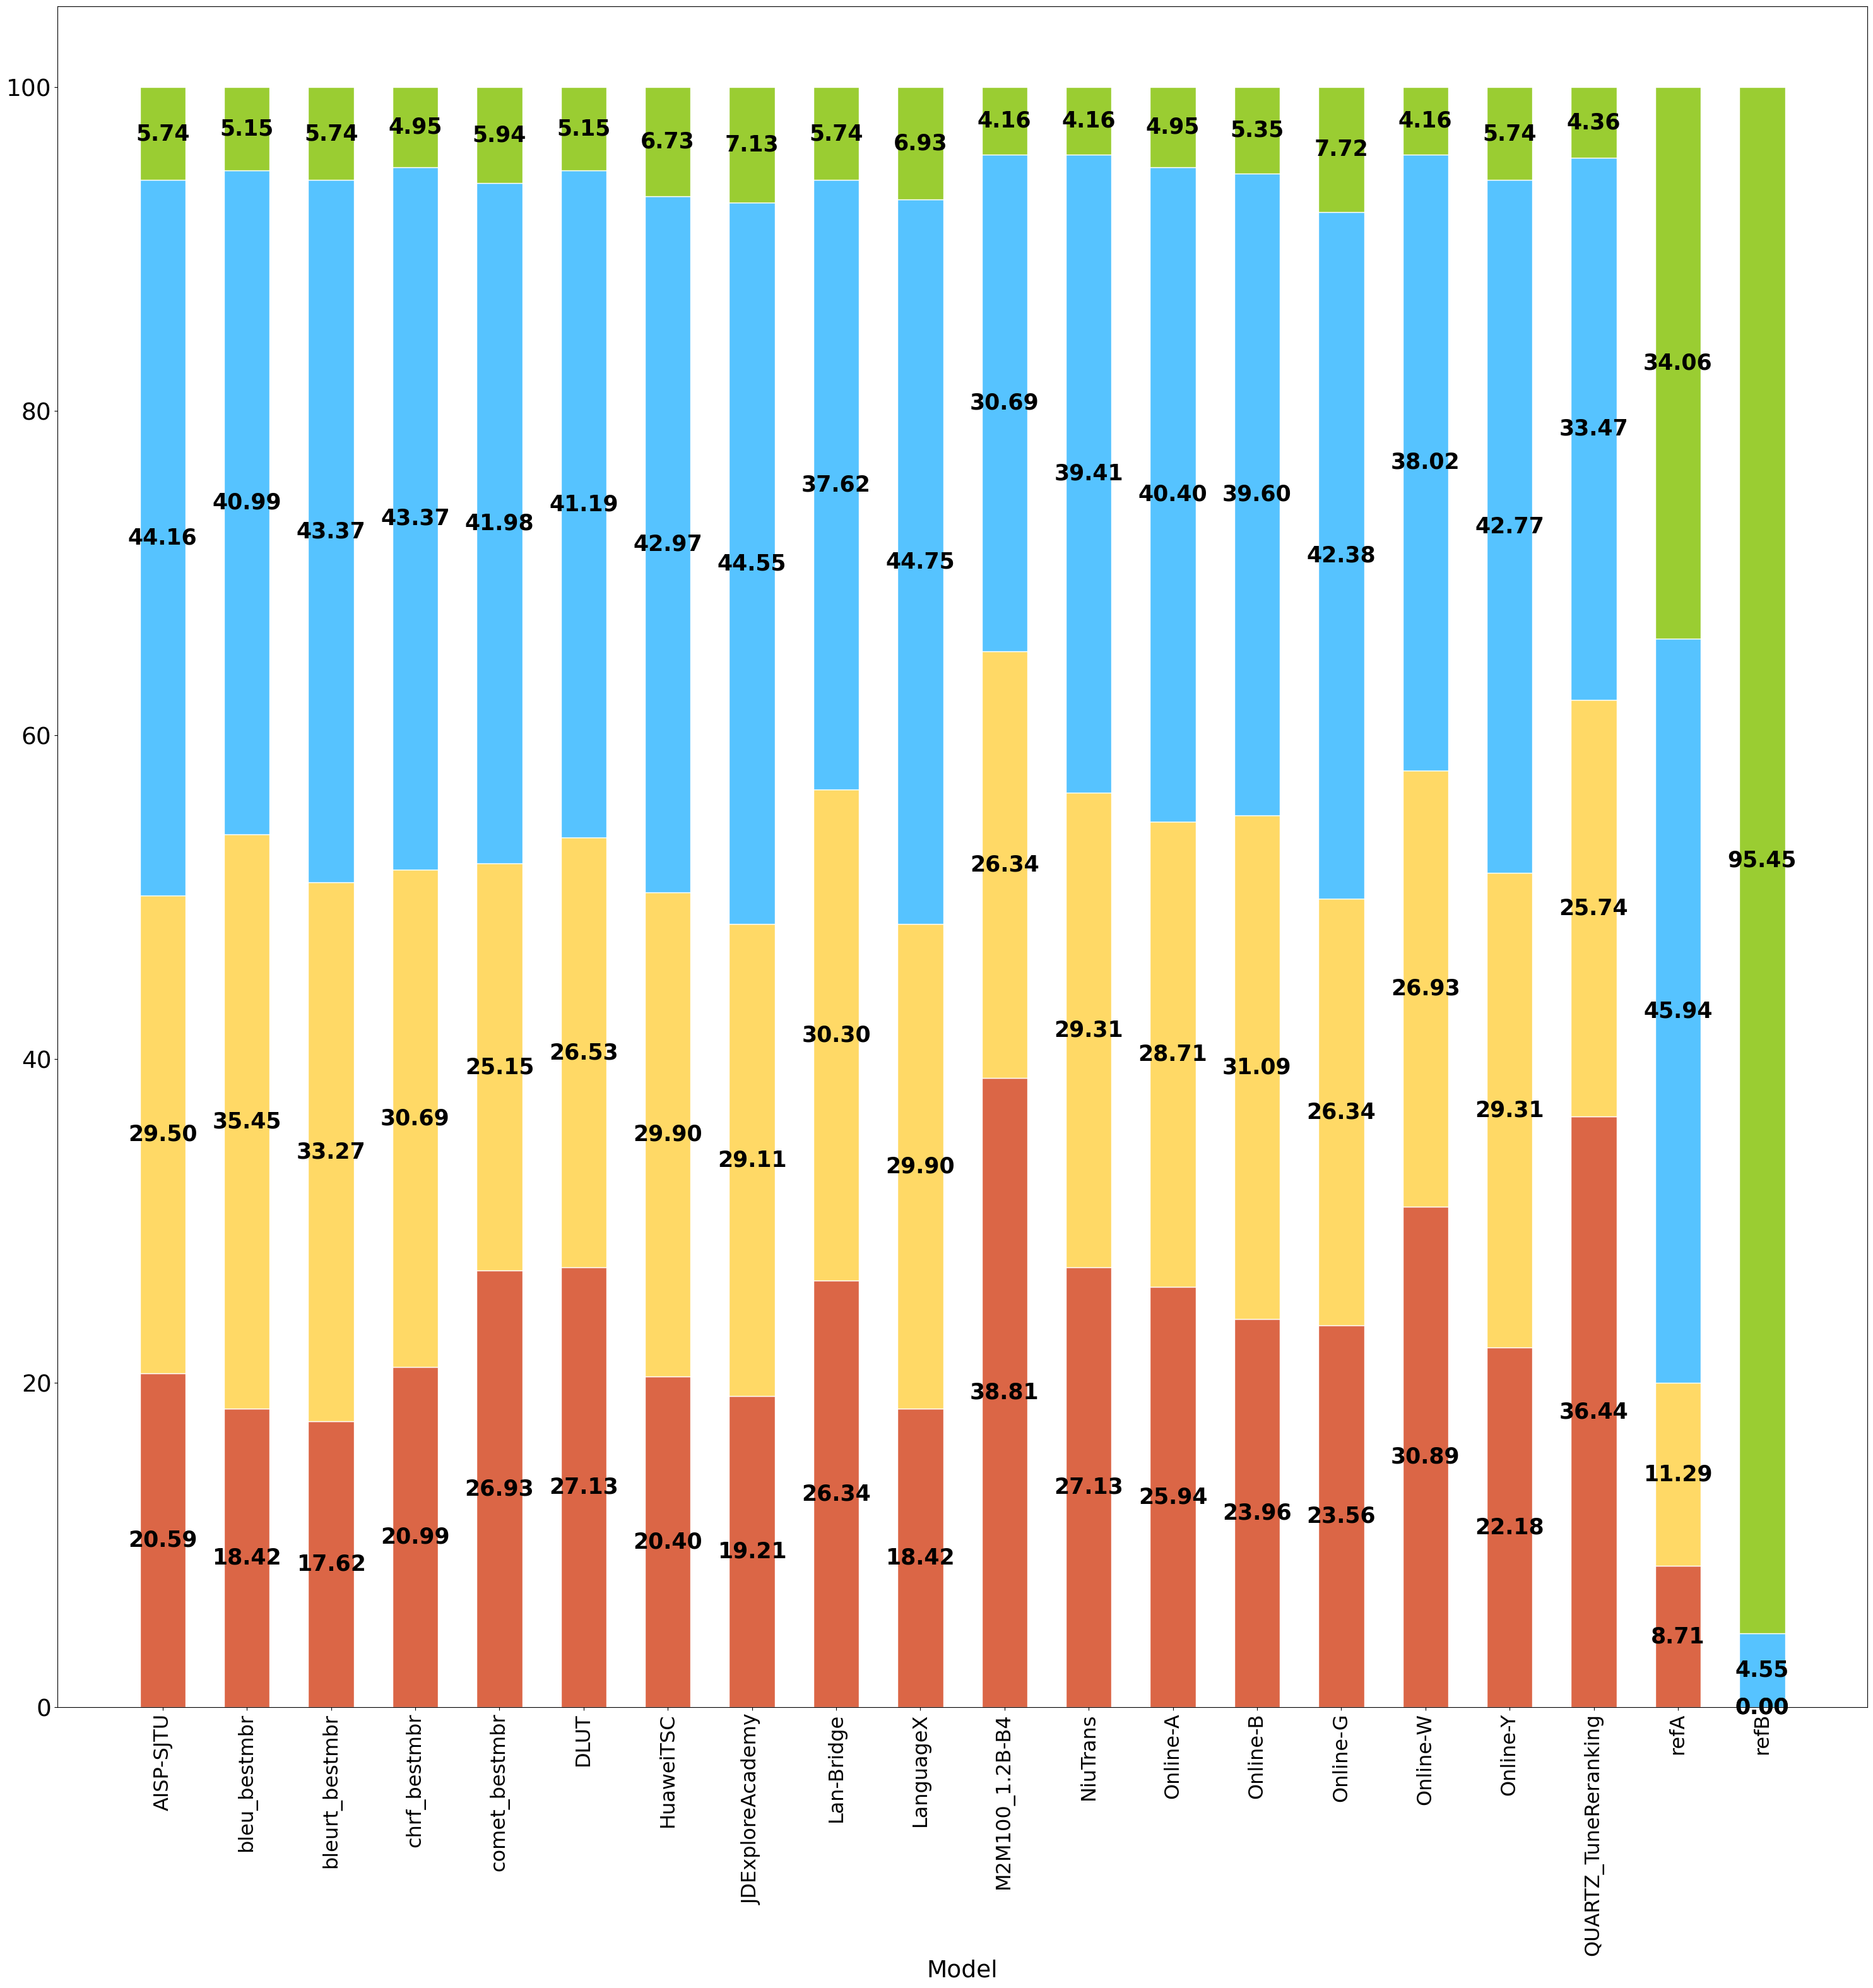 100
80
60
40
20
0
5.74 5.15 5.74 4.95 5.94 5.15 6.73 7.13 5.74 6.93 4.16 4.16 4.95 5.35 7.72 4.16 5.74 4.36 34.06 95.45
44.16 40.99 43.37 43.37 41.98 41.19 42.97 44.55 37.62 44.75 30.69 39.41 40.40 39.60 42.38 38.02 42.77 33.47 45.94 4.55
29.50 35.45 33.27 30.69 25.15 26.53 29.90 29.11 30.30 29.90 26.34 29.31 28.71 31.09 26.34 26.93 29.31 25.74 11.29 0.00
20.59 18.42 17.62 20.99 26.93 27.13 20.40 19.21 26.34 18.42 38.81 27.13 25.94 23.96 23.56 30.89 22.18 36.44 8.71
AISP-SJTU
bleu_bestmbr
bleurt_bestmbr
chrf_bestmbr
comet_bestmbr
DLUT
HuaweiTSC
JDExploreAcademy
Lan-Bridge
LanguageX
M2M100_1.2B-B4
NiuTrans
Online-A
Online-B
Online-G
Online-W
Online-Y
QUARTZ_TuneReranking
refA
refB
Model